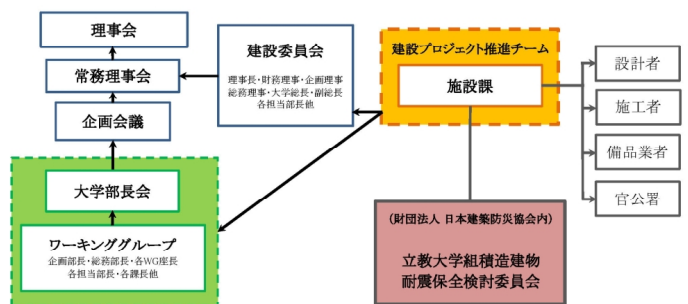 理事会
常務理事会
企画会議
大学部長会
ワーキンググループ
企画部長・総務部長・各WG座長
各担当部長・各課長他
建設委員会
理事長・財務理事・企画理事
総務理事・大学総長・副総長
各担当部長他
建設プロジェクト推進チーム
施設課
(財団法人 日本建築防災協会内)
立教大学組積造建物
耐震保全検討委員会
設計者
施工者
備品業者
官公署